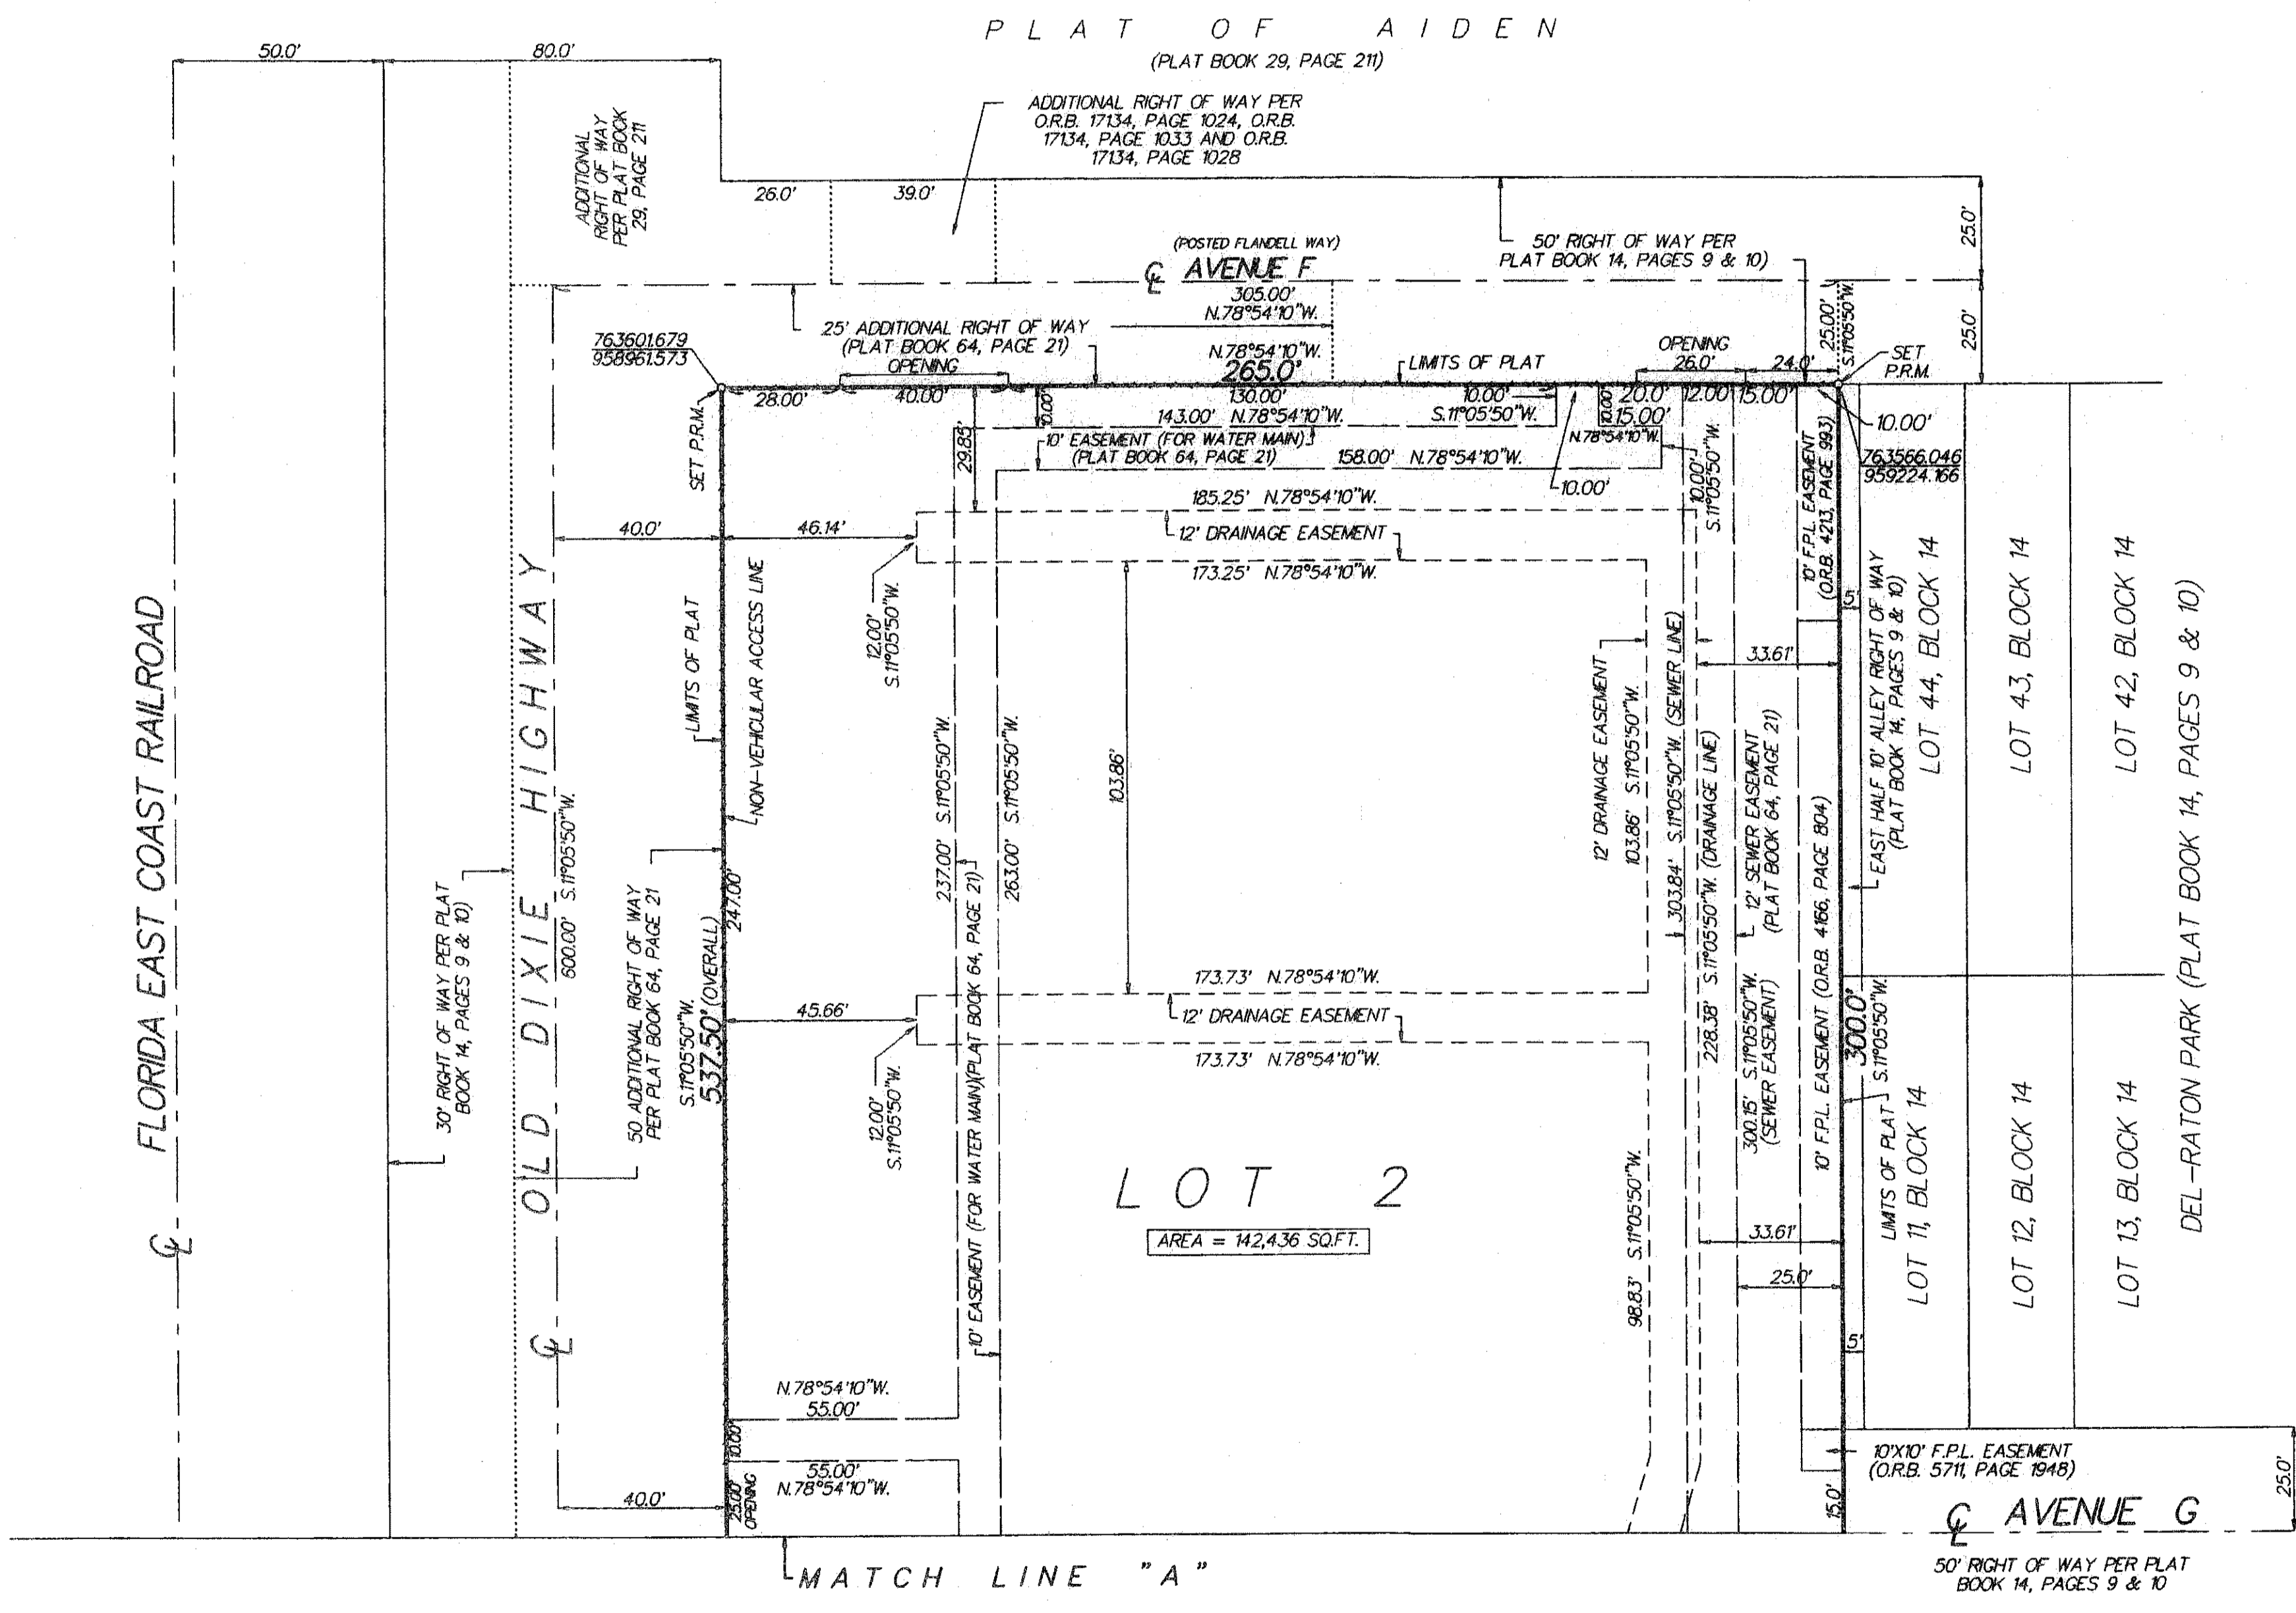 PLAT OF AIDEN
(PLAT BOOK 29, PAGE 211)
50.0'
80.0'
ADDITIONAL
RIGHT OF WAY
PER PLAT BOOK
29, PAGE 211
ADDITIONAL RIGHT OF WAY PER
O.R.B. 17134, PAGE 1024, O.R.B.
17134, PAGE 1033 AND O.R.B.
17134, PAGE 1028
26.0'
39.0'
(POSTED FLANDELL WAY)
℄ AVENUE F
305.00'
N.78°54'10"W.
50' RIGHT OF WAY PER
PLAT BOOK 14, PAGES 9 & 10)
25.0'
25.0'
25.00'
S.11°05'50"W.
763601.679
958961.573
25' ADDITIONAL RIGHT OF WAY
(PLAT BOOK 64, PAGE 21)
OPENING
N.78°54'10"W.
265.0'
LIMITS OF PLAT
OPENING
26.0'
24.0'
SET
P.R.M.
28.00'
40.00'
10.00'
130.00'
10.00'
20.0'
12.00'
15.00'
10.00'
143.00' N.78°54'10"W.
S.11°05'50"W.
10.00'
15.00'
N.78°54'10"W.
10' EASEMENT (FOR WATER MAIN)
(PLAT BOOK 64, PAGE 21)
158.00' N.78°54'10"W.
10.00'
10.00'
S.11°05'50"W.
SET P.R.M.
29.85'
763566.046
959224.166
10' F.P.L. EASEMENT
(O.R.B. 4213, PAGE 993)
185.25' N.78°54'10"W.
12' DRAINAGE EASEMENT
173.25' N.78°54'10"W.
40.0'
46.14'
12.00'
S.11°05'50"W.
FLORIDA EAST COAST RAILROAD
℄
30' RIGHT OF WAY PER PLAT
BOOK 14, PAGES 9 & 10)
℄ OLD DIXIE HIGHWAY
600.00' S.11°05'50"W.
50 ADDITIONAL RIGHT OF WAY
PER PLAT BOOK 64, PAGE 21
LIMITS OF PLAT
NON-VEHICULAR ACCESS LINE
S.11°05'50"W.
537.50' (OVERALL)
247.00'
237.00' S.11°05'50"W.
263.00' S.11°05'50"W.
10' EASEMENT (FOR WATER MAIN)(PLAT BOOK 64, PAGE 21)
103.86'
12' DRAINAGE EASEMENT
103.86' S.11°05'50"W.
303.84' S.11°05'50"W. (SEWER LINE)
228.38' S.11°05'50"W. (DRAINAGE LINE)
12' SEWER EASEMENT
(PLAT BOOK 64, PAGE 21)
300.15' S.11°05'50"W.
(SEWER EASEMENT)
33.61'
5'
10' F.P.L. EASEMENT (O.R.B. 4166, PAGE 804)
EAST HALF 10' ALLEY RIGHT OF WAY
(PLAT BOOK 14, PAGES 9 & 10)
LOT 44, BLOCK 14
LOT 43, BLOCK 14
LOT 42, BLOCK 14
DEL-RATON PARK (PLAT BOOK 14, PAGES 9 & 10)
173.73' N.78°54'10"W.
12' DRAINAGE EASEMENT
173.73' N.78°54'10"W.
45.66'
12.00'
S.11°05'50"W.
300.0'
S.11°05'50"W.
LIMITS OF PLAT
LOT 11, BLOCK 14
LOT 12, BLOCK 14
LOT 13, BLOCK 14
LOT 2
AREA = 142,436 SQ.FT.
98.83' S.11°05'50"W.
33.61'
25.0'
5'
N.78°54'10"W.
55.00'
10.00'
55.00'
N.78°54'10"W.
25.00'
OPENING
40.0'
10'X10' F.P.L. EASEMENT
(O.R.B. 5711, PAGE 1948)
15.0'
25.0'
℄ AVENUE G
50' RIGHT OF WAY PER PLAT
BOOK 14, PAGES 9 & 10
MATCH LINE "A"